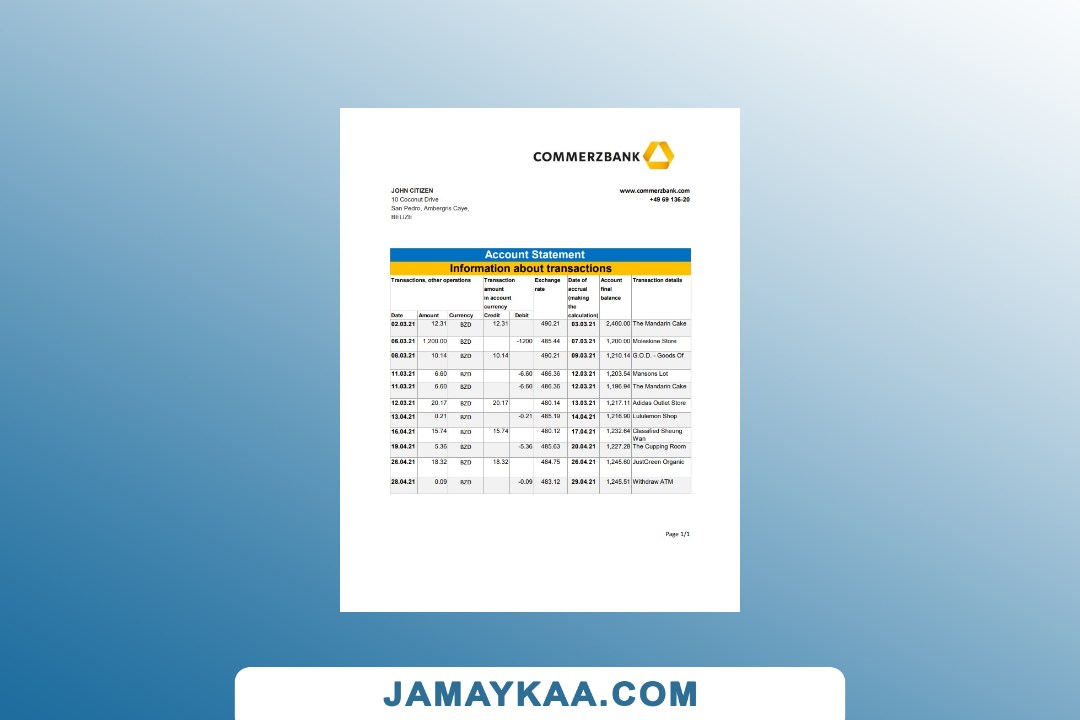 COMMERZBANK
JOHN CITIZEN
10 Coconut Drive
San Pedro, Ambergris Caye,
BELIZE
www.commerzbank.com
+49 69 136-20
Account Statement
Information about transactions
Transactions, other operations
Transaction amount in account currency
Exchange rate
Date of accrual (making the calculation)
Account final balance
Transaction details
Date Amount Currency Credit Debit
02.03.21 12.31 BZD 12.31 490.21 03.03.21 2,400.00 The Mandarin Cake
06.03.21 1,200.00 BZD -1200 485.44 07.03.21 1,200.00 Moleskine Store
08.03.21 10.14 BZD 10.14 490.21 09.03.21 1,210.14 G.O.D. - Goods Of
11.03.21 6.60 BZD -6.60 486.36 12.03.21 1,203.54 Mansons Lot
11.03.21 6.60 BZD -6.60 486.36 12.03.21 1,196.94 The Mandarin Cake
12.03.21 20.17 BZD 20.17 480.14 13.03.21 1,217.11 Adidas Outlet Store
13.04.21 0.21 BZD -0.21 485.19 14.04.21 1,216.90 Lululemon Shop
16.04.21 15.74 BZD 15.74 480.12 17.04.21 1,232.64 Classified Sheung Wan
19.04.21 5.36 BZD -5.36 485.63 20.04.21 1,227.28 The Cupping Room
26.04.21 18.32 BZD 18.32 484.75 26.04.21 1,245.60 JustGreen Organic
28.04.21 0.09 BZD -0.09 483.12 29.04.21 1,245.51 Withdraw ATM
Page 1/1
JAMAYKAA.COM